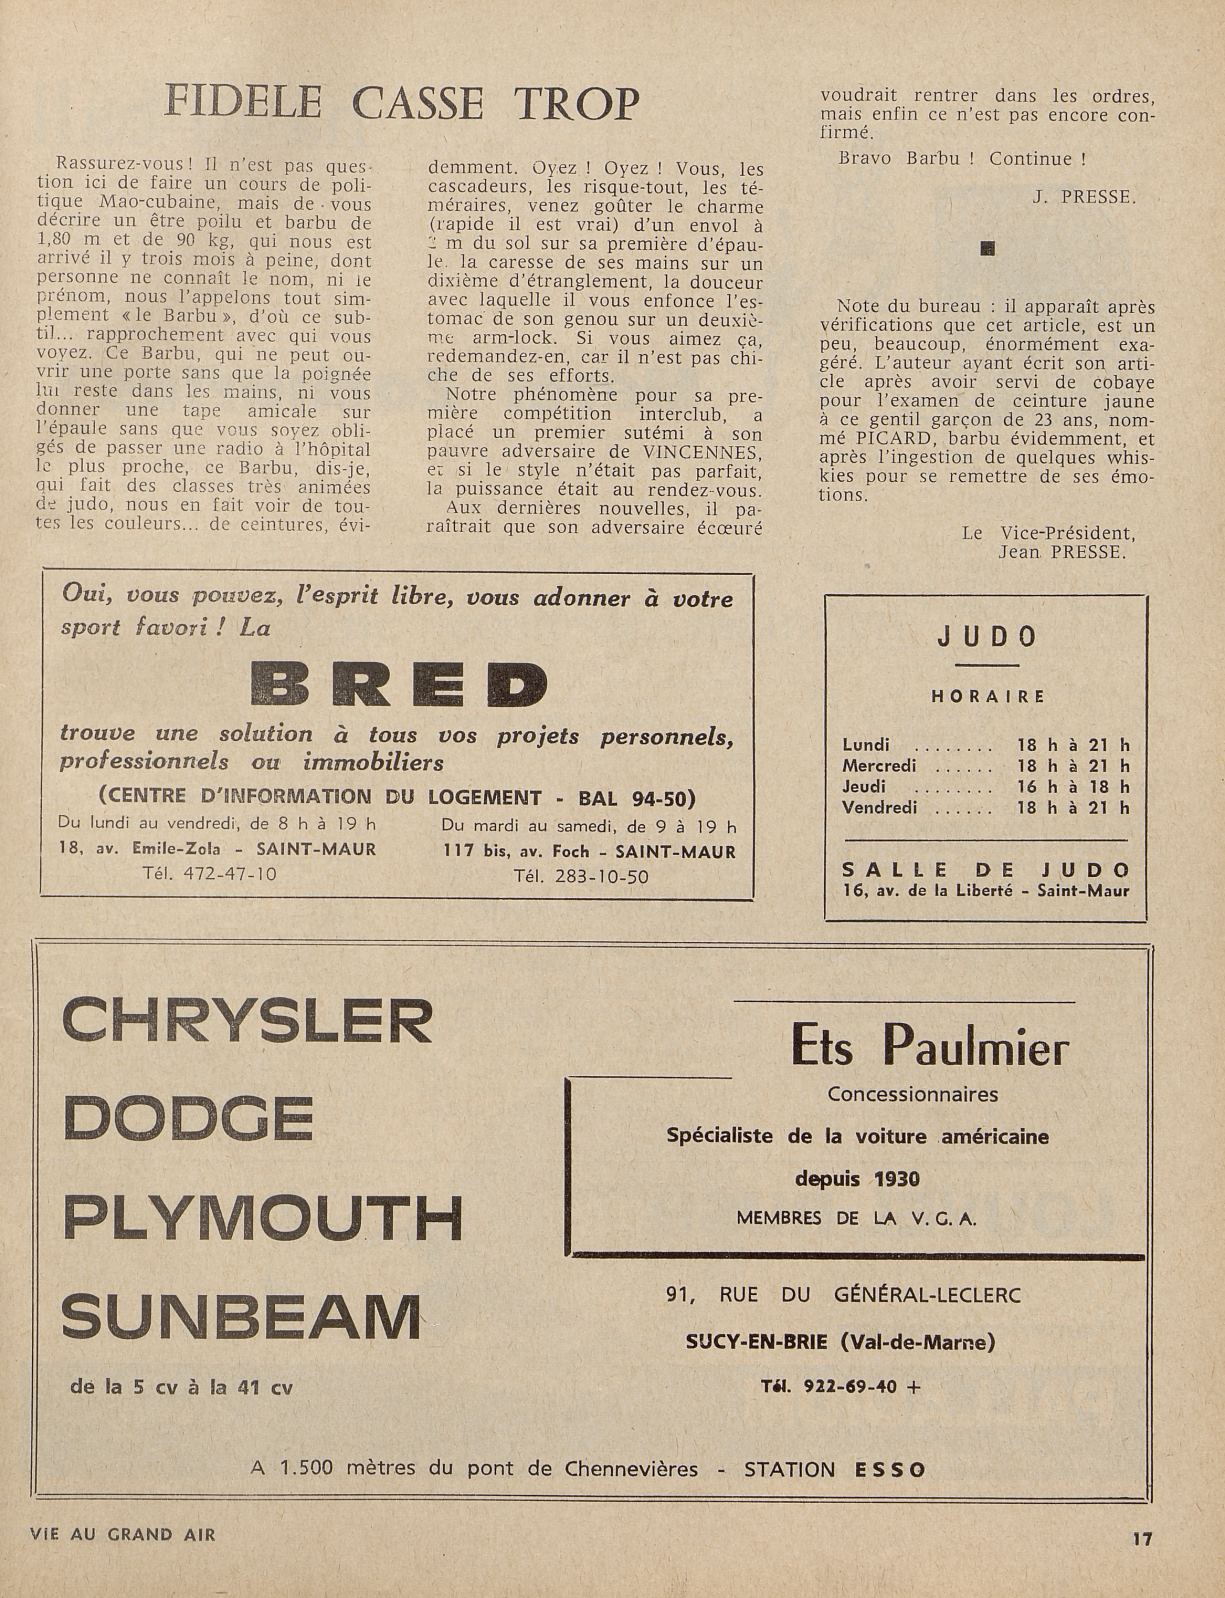 FIDELE CASSE TROP
Rassurez-vous ! Il n'est pas ques-
tion ici de faire un cours de poli-
tique Mao-cubaine, mais de vous
décrire un être poilu et barbu de
1,80 m et de 90 kg, qui nous est
arrivé il y trois mois à peine, dont
personne ne connaît le nom, ni le
prénom, nous l'appelons tout sim-
plement « le Barbu », d'où ce sub-
til... rapprochement avec qui vous
voyez. Ce Barbu, qui ne peut ou-
vrir une porte sans que la poignée
lui reste dans les mains, ni vous
donner une tape amicale sur
l'épaule sans que vous soyez obli-
gés de passer une radio à l'hôpital
le plus proche, ce Barbu, dis-je,
qui fait des classes très animées
de judo, nous en fait voir de tou-
tes les couleurs... de ceintures, évi-
demment. Oyez ! Oyez ! Vous, les
cascadeurs, les risque-tout, les té-
méraires, venez goûter le charme
(rapide il est vrai) d'un envol à
2 m du sol sur sa première d'épau-
le. la caresse de ses mains sur un
dixième d'étranglement, la douceur
avec laquelle il vous enfonce l'es-
tomac de son genou sur un deuxiè-
me arm-lock. Si vous aimez ça,
redemandez-en, car il n'est pas chi-
che de ses efforts.
Notre phénomène pour sa pre-
mière compétition interclub, a
placé un premier sutémi à son
pauvre adversaire de VINCENNES,
et si le style n'était pas parfait,
la puissance était au rendez-vous.
Aux dernières nouvelles, il pa-
raîtrait que son adversaire écœuré
voudrait rentrer dans les ordres,
mais enfin ce n'est pas encore con-
firmé.
Bravo Barbu ! Continue !
J. PRESSE.
Note du bureau : il apparaît après
vérifications que cet article, est un
peu, beaucoup, énormément exa-
géré. L'auteur ayant écrit son arti-
cle après avoir servi de cobaye
pour l'examen de ceinture jaune
à ce gentil garçon de 23 ans, nom-
mé PICARD, barbu évidemment, et
après l'ingestion de quelques whis-
kies pour se remettre de ses émo-
tions.
Le Vice-Président,
Jean PRESSE.
Oui, vous pouvez, l'esprit libre, vous adonner à votre
sport favori ! La
BRED
trouve une solution à tous vos projets personnels,
professionnels ou immobiliers
(CENTRE D'INFORMATION DU LOGEMENT - BAL 94-50)
Du lundi au vendredi, de 8 h à 19 h
18, av. Emile-Zola - SAINT-MAUR
Tél. 472-47-10
Du mardi au samedi, de 9 à 19 h
117 bis, av. Foch - SAINT-MAUR
Tél. 283-10-50
JUDO
HORAIRE
Lundi ........ 18 h à 21 h
Mercredi ...... 18 h à 21 h
Jeudi ........ 16 h à 18 h
Vendredi ...... 18 h à 21 h
SALLE DE JUDO
16, av. de la Liberté - Saint-Maur
CHRYSLER
DODGE
PLYMOUTH
SUNBEAM
de la 5 cv à la 41 cv
Ets Paulmier
Concessionnaires
Spécialiste de la voiture américaine
depuis 1930
MEMBRES DE LA V.G.A.
91, RUE DU GÉNÉRAL-LECLERC
SUCY-EN-BRIE (Val-de-Marne)
Tél. 922-69-40 +
A 1.500 mètres du pont de Chennevières - STATION ESSO
VIE AU GRAND AIR
17